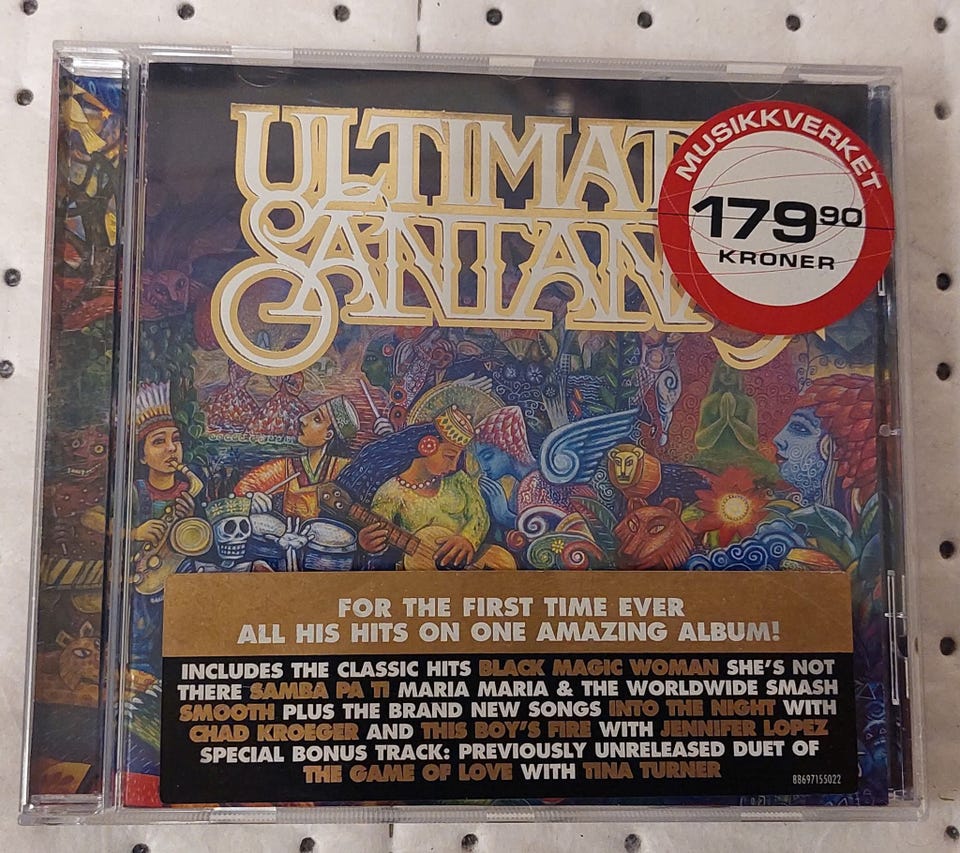 ULTIMAT
SANTANA
MUSIKKVERKET
179 90
KRONER
FOR THE FIRST TIME EVER
ALL HIS HITS ON ONE AMAZING ALBUM!
INCLUDES THE CLASSIC HITS BLACK MAGIC WOMAN SHE'S NOT
THERE SAMBA PA TI MARIA MARIA & THE WORLDWIDE SMASH
SMOOTH PLUS THE BRAND NEW SONGS INTO THE NIGHT WITH
CHAD KROEGER AND THIS BOY'S FIRE WITH JENNIFER LOPEZ
SPECIAL BONUS TRACK: PREVIOUSLY UNRELEASED DUET OF
THE GAME OF LOVE WITH TINA TURNER
88697155022